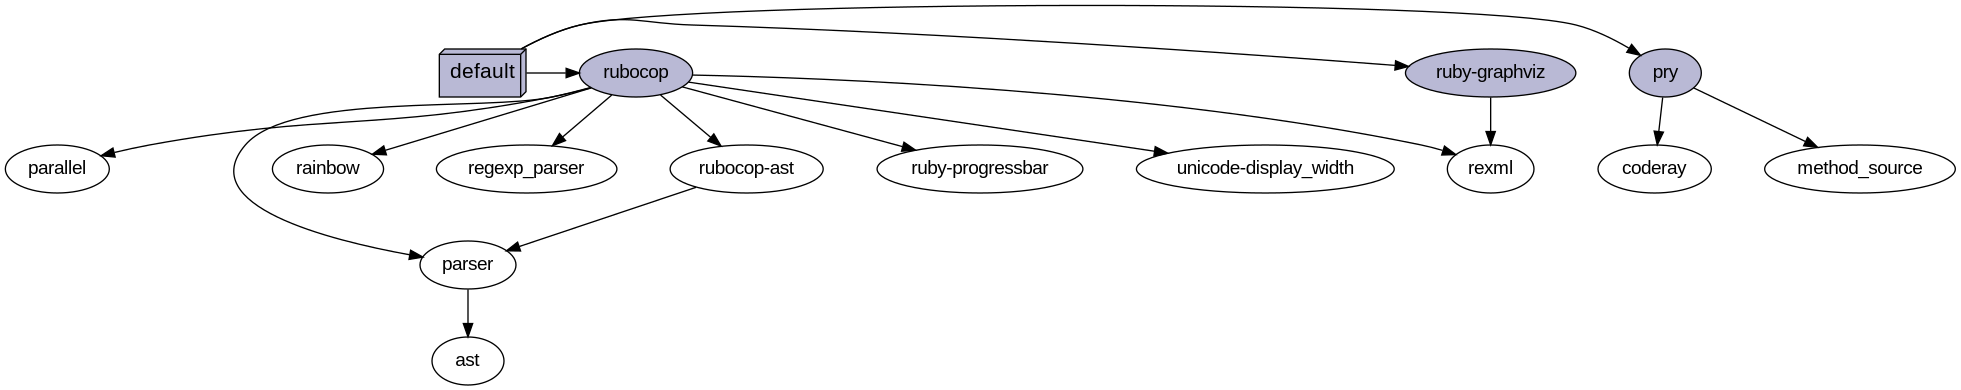 default
rubocop
ruby-graphviz
pry
parallel
rainbow
regexp_parser
rubocop-ast
ruby-progressbar
unicode-display_width
rexml
coderay
method_source
parser
ast